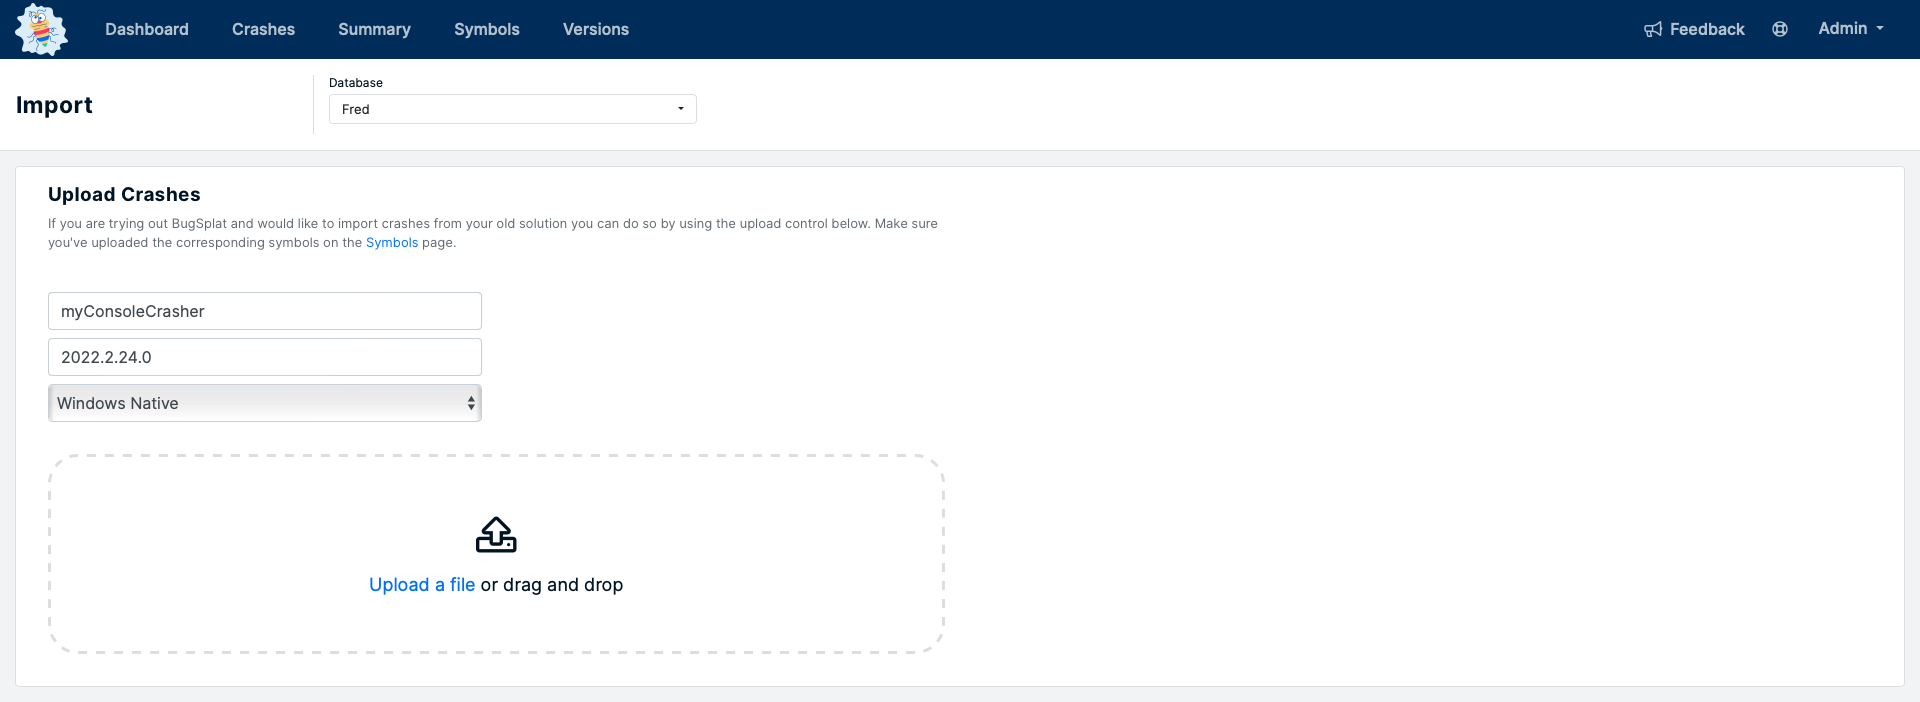 Dashboard Crashes Summary Symbols Versions Feedback Admin
Import
Database
Fred
Upload Crashes
If you are trying out BugSplat and would like to import crashes from your old solution you can do so by using the upload control below. Make sure
you've uploaded the corresponding symbols on the Symbols page.
myConsoleCrasher
2022.2.24.0
Windows Native
Upload a file or drag and drop